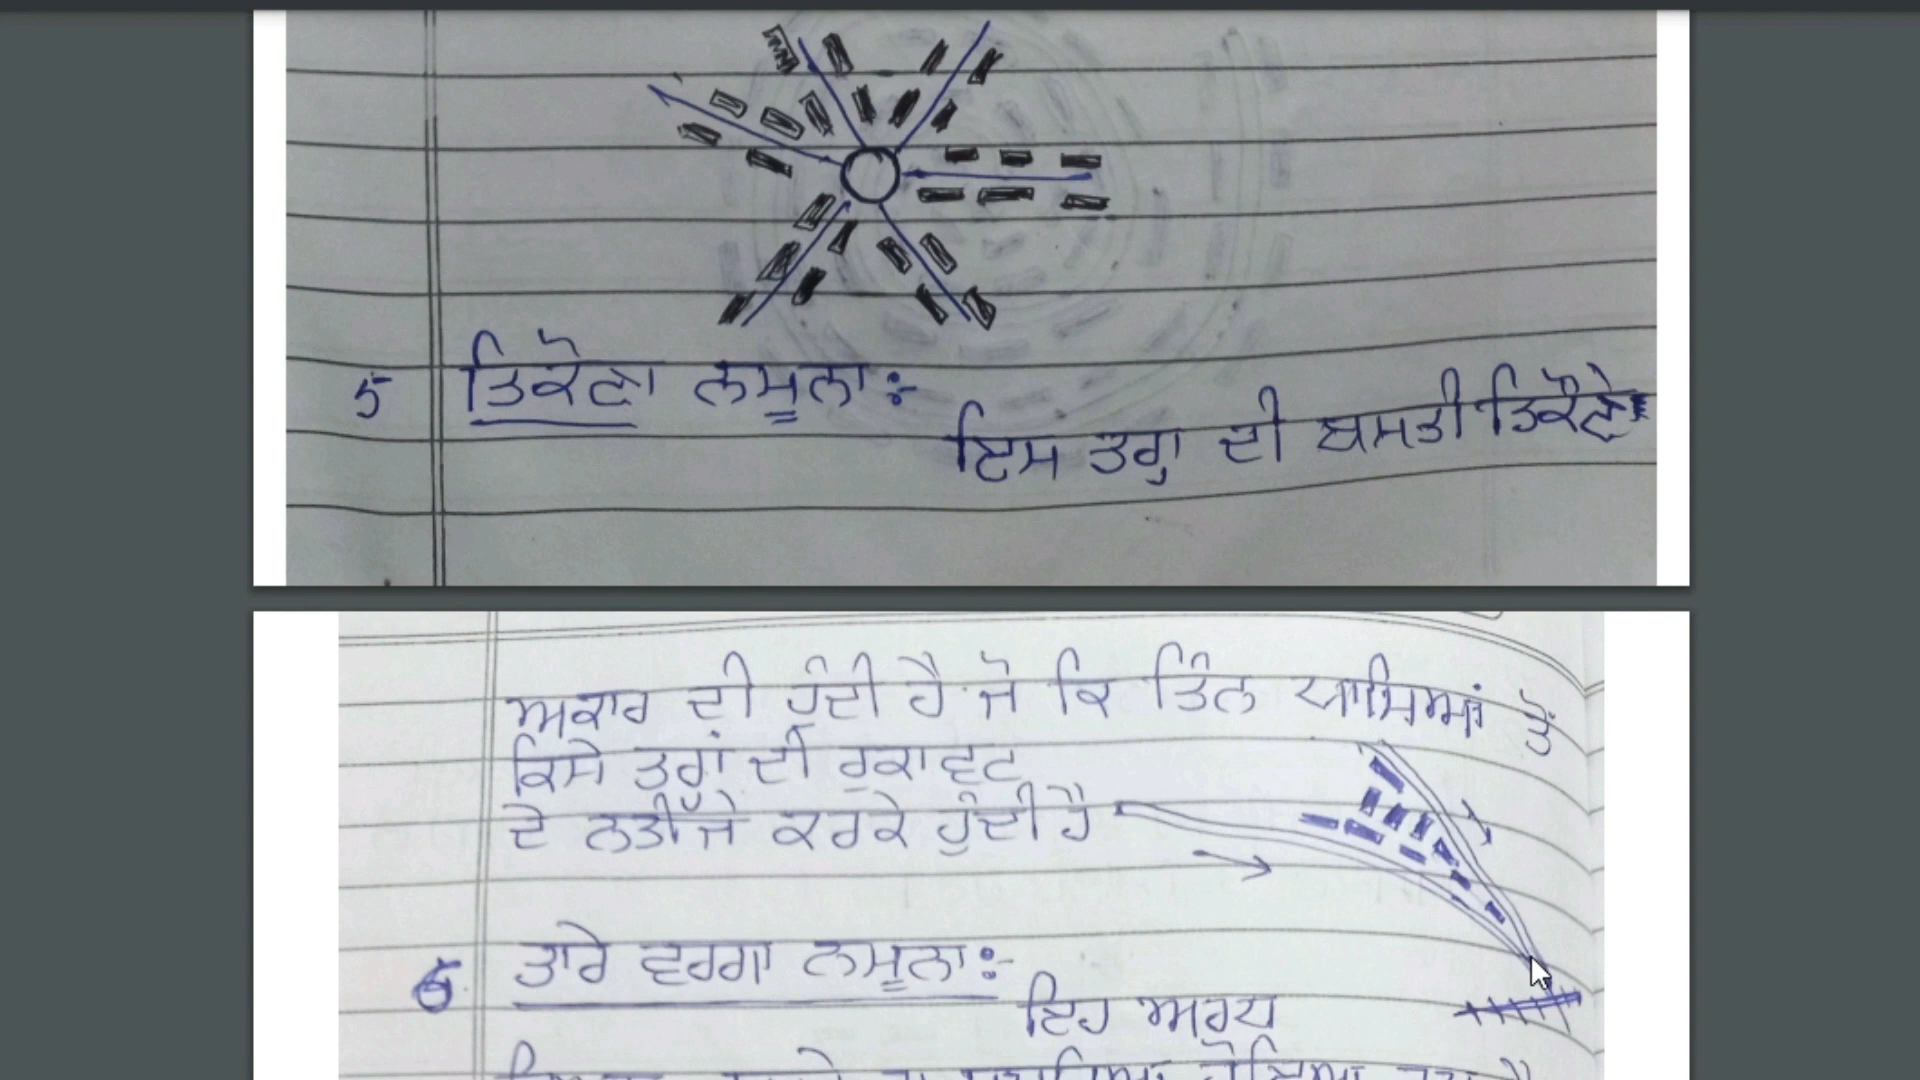 5 ਤਿਕੋਣਾ ਨਮੂਨਾ:-
ਇਸ ਤਰ੍ਹਾ ਦੀ ਬਸਤੀ ਤਿਕੋਣੇ
ਅਕਾਰ ਦੀ ਹੁੰਦੀ ਹੈ ਜੋ ਕਿ ਤਿੰਨ ਪਾਸਿਆਂ ਤੋਂ
ਕਿਸੇ ਤਰ੍ਹਾਂ ਦੀ ਰੁਕਾਵਟ
ਦੇ ਨਤੀਜੇ ਕਰਕੇ ਹੁੰਦੀ ਹੈ
6 ਤਾਰੇ ਵਰਗਾ ਨਮੂਨਾ:-
ਇਹ ਅਰਧ